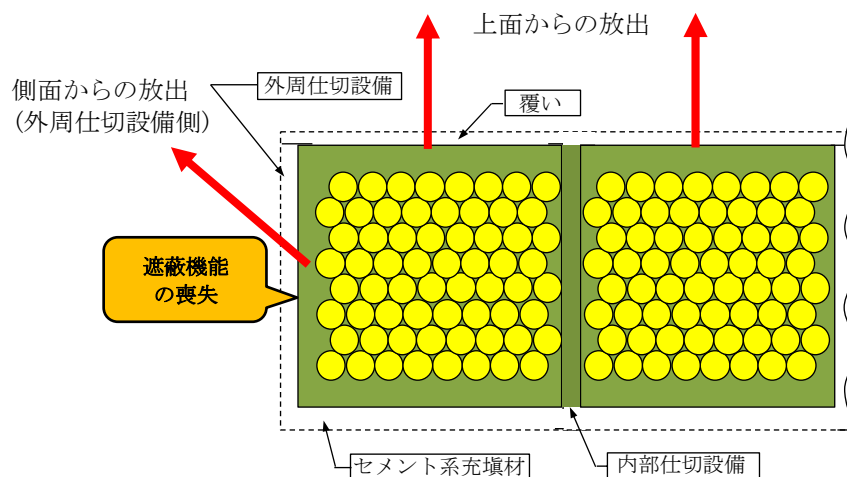 上面からの放出
側面からの放出
(外周仕切設備側)
外周仕切設備
覆い
遮蔽機能
の喪失
セメント系充塡材
内部仕切設備